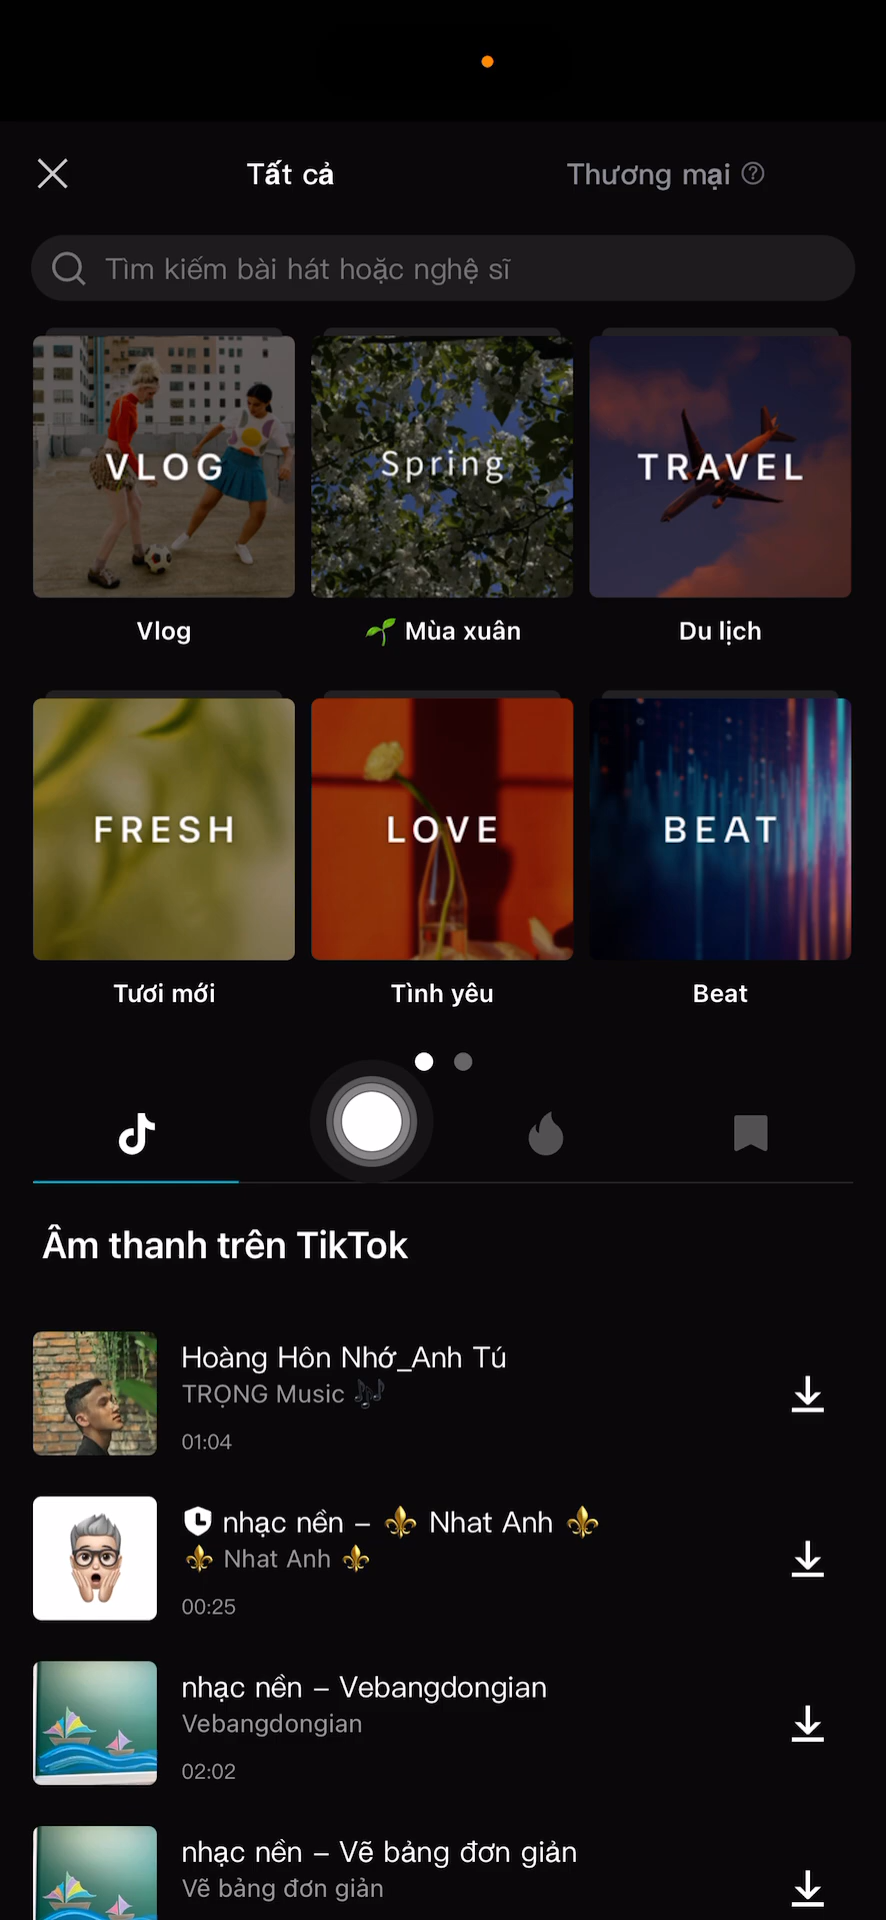 Tất cả
Thương mại
Tìm kiếm bài hát hoặc nghệ sĩ
VLOG
Spring
TRAVEL
Vlog
🌱 Mùa xuân
Du lịch
FRESH
LOVE
BEAT
Tươi mới
Tình yêu
Beat
Âm thanh trên TikTok
Hoàng Hôn Nhớ_Anh Tú
TRỌNG Music 🎶
01:04
nhạc nền – ⚜️ Nhat Anh ⚜️
⚜️ Nhat Anh ⚜️
00:25
nhạc nền – Vebangdongian
Vebangdongian
02:02
nhạc nền – Vẽ bảng đơn giản
Vẽ bảng đơn giản